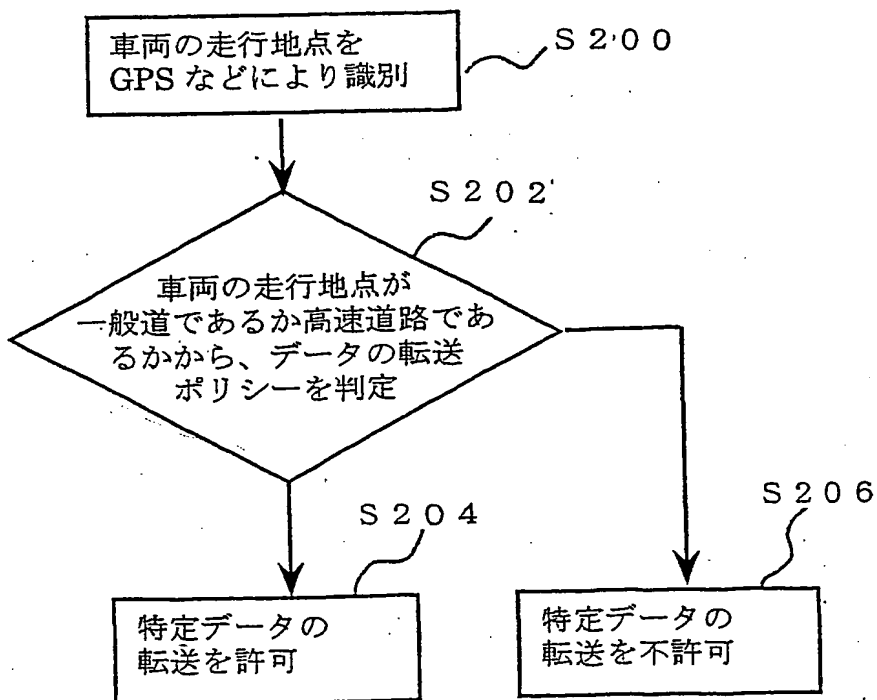 車両の走行地点を
GPSなどにより識別
S200
S202
車両の走行地点が
一般道であるか高速道路であ
るかから、データの転送
ポリシーを判定
S204
S206
特定データの
転送を許可
特定データの
転送を不許可